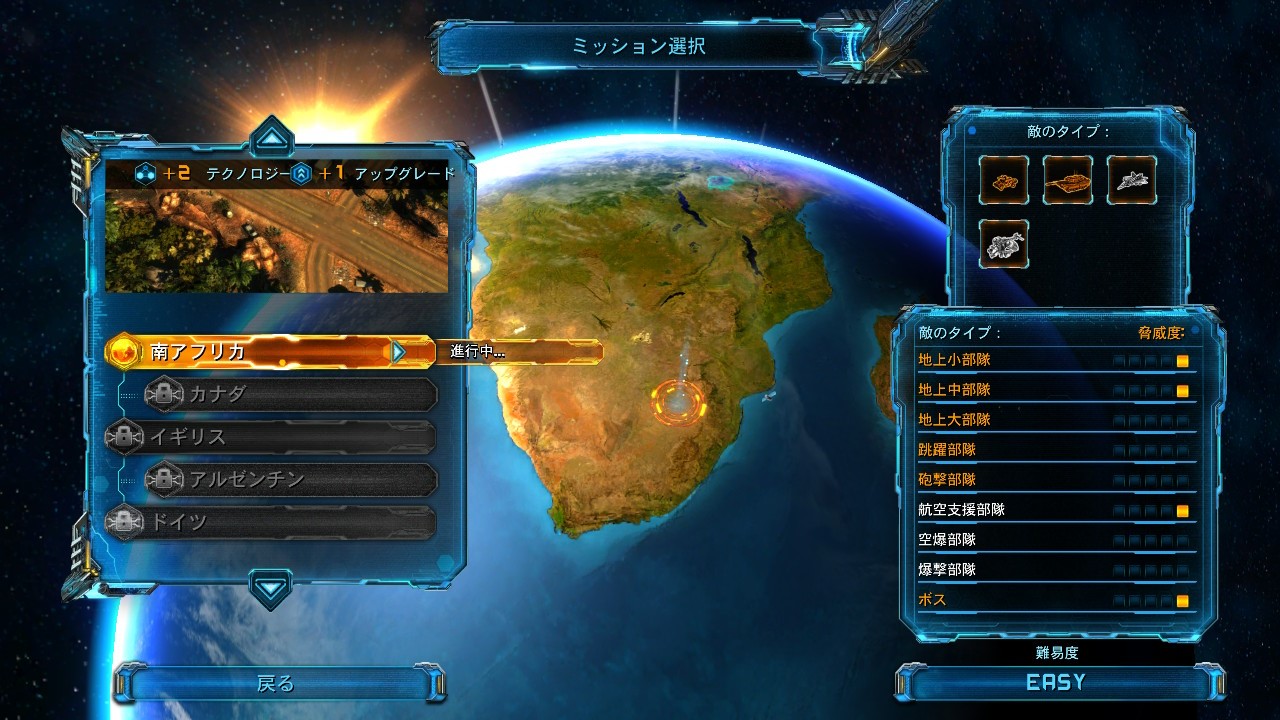 ミッション選択
+2 テクノロジー +1 アップグレード
南アフリカ
進行中...
カナダ
イギリス
アルゼンチン
ドイツ
戻る
敵のタイプ：
敵のタイプ： 脅威度:
地上小部隊
地上中部隊
地上大部隊
跳躍部隊
砲撃部隊
航空支援部隊
空爆部隊
爆撃部隊
ボス
難易度
EASY